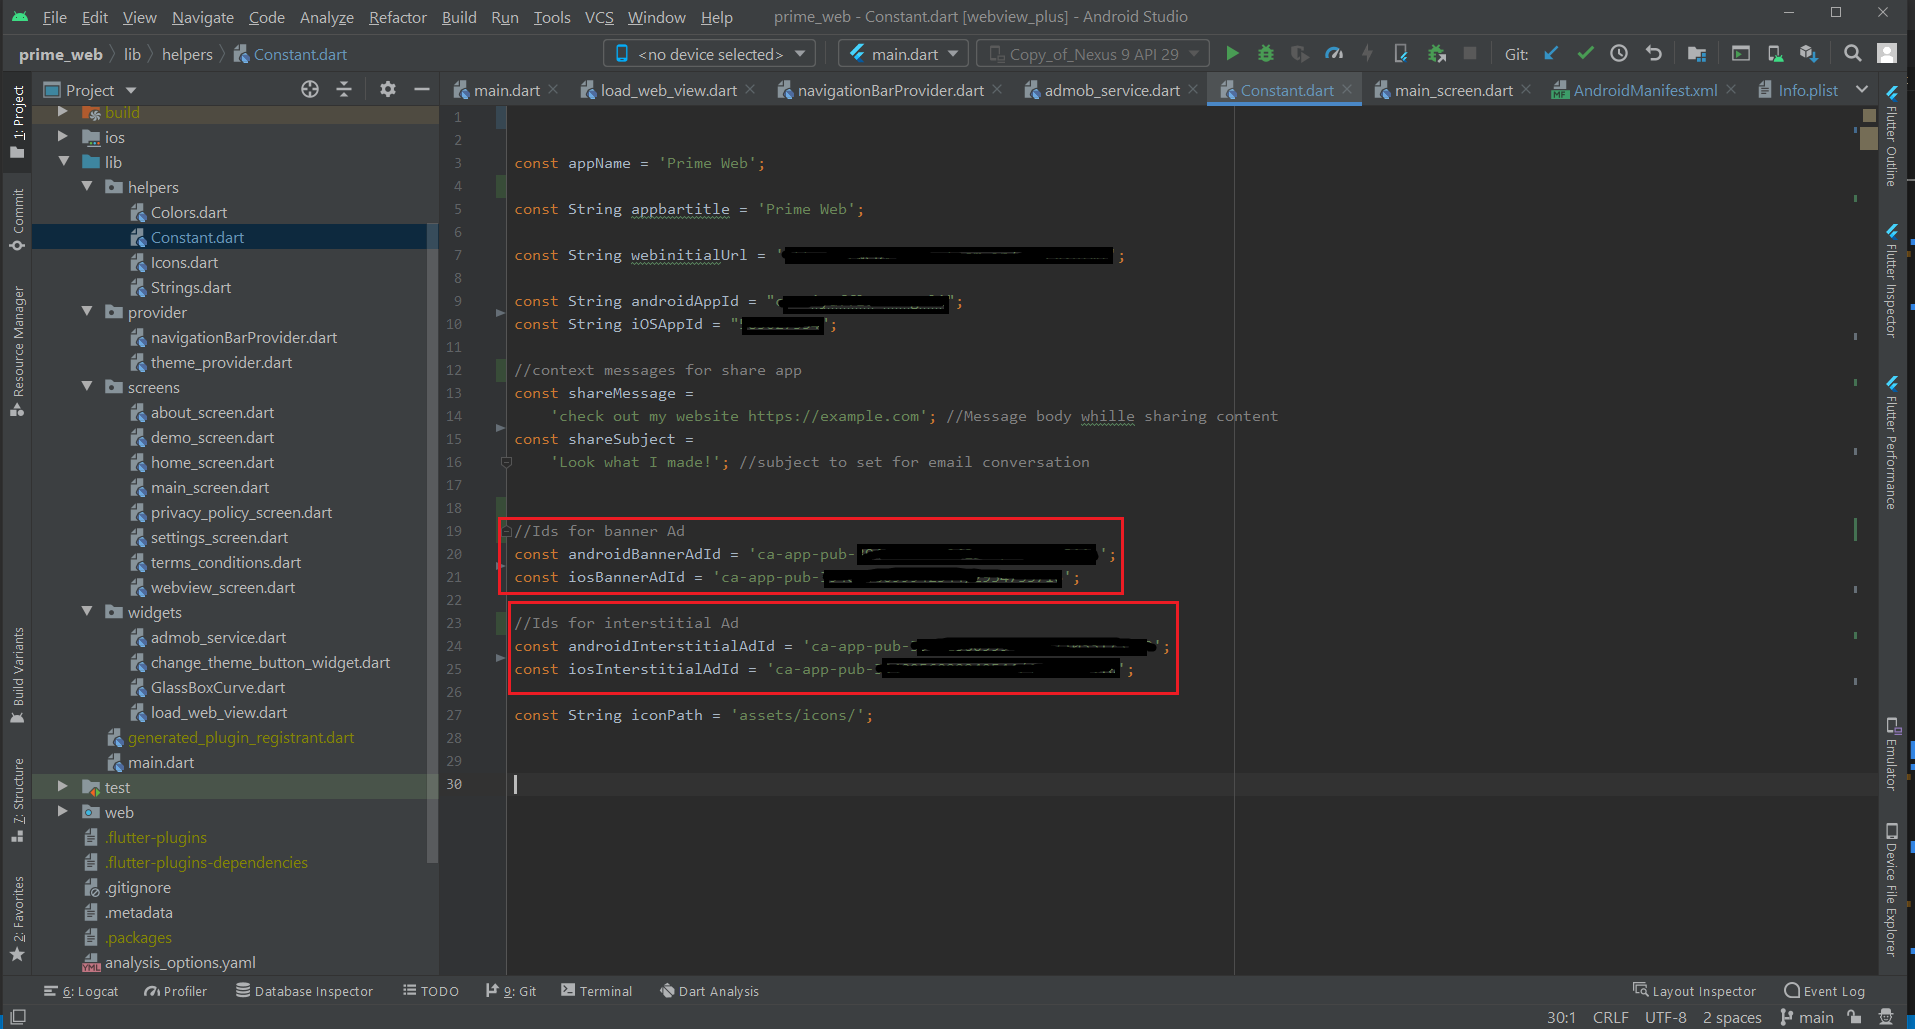 File Edit View Navigate Code Analyze Refactor Build Run Tools VCS Window Help prime_web - Constant.dart [webview_plus] - Android Studio
prime_web lib helpers Constant.dart <no device selected> main.dart Copy_of_Nexus 9 API 29 Git:
Project main.dart load_web_view.dart navigationBarProvider.dart admob_service.dart Constant.dart main_screen.dart AndroidManifest.xml Info.plist
1: Project
Commit
Resource Manager
Build Variants
7: Structure
2: Favorites
build
ios
lib
helpers
Colors.dart
Constant.dart
Icons.dart
Strings.dart
provider
navigationBarProvider.dart
theme_provider.dart
screens
about_screen.dart
demo_screen.dart
home_screen.dart
main_screen.dart
privacy_policy_screen.dart
settings_screen.dart
terms_conditions.dart
webview_screen.dart
widgets
admob_service.dart
change_theme_button_widget.dart
GlassBoxCurve.dart
load_web_view.dart
generated_plugin_registrant.dart
main.dart
test
web
.flutter-plugins
.flutter-plugins-dependencies
.gitignore
.metadata
.packages
analysis_options.yaml
1
2
3 const appName = 'Prime Web';
4
5 const String appbartitle = 'Prime Web';
6
7 const String webinitialUrl = ' ;
8
9 const String androidAppId = " ";
10 const String iOSAppId = " ";
11
12 //context messages for share app
13 const shareMessage =
14 'check out my website https://example.com'; //Message body whille sharing content
15 const shareSubject =
16 'Look what I made!'; //subject to set for email conversation
17
18
19 //Ids for banner Ad
20 const androidBannerAdId = 'ca-app-pub- ';
21 const iosBannerAdId = 'ca-app-pub- ';
22
23 //Ids for interstitial Ad
24 const androidInterstitialAdId = 'ca-app-pub- ';
25 const iosInterstitialAdId = 'ca-app-pub- ';
26
27 const String iconPath = 'assets/icons/';
28
29
30
Flutter Outline
Flutter Inspector
Flutter Performance
Emulator
Device File Explorer
6: Logcat Profiler Database Inspector TODO 9: Git Terminal Dart Analysis Layout Inspector Event Log
30:1 CRLF UTF-8 2 spaces main